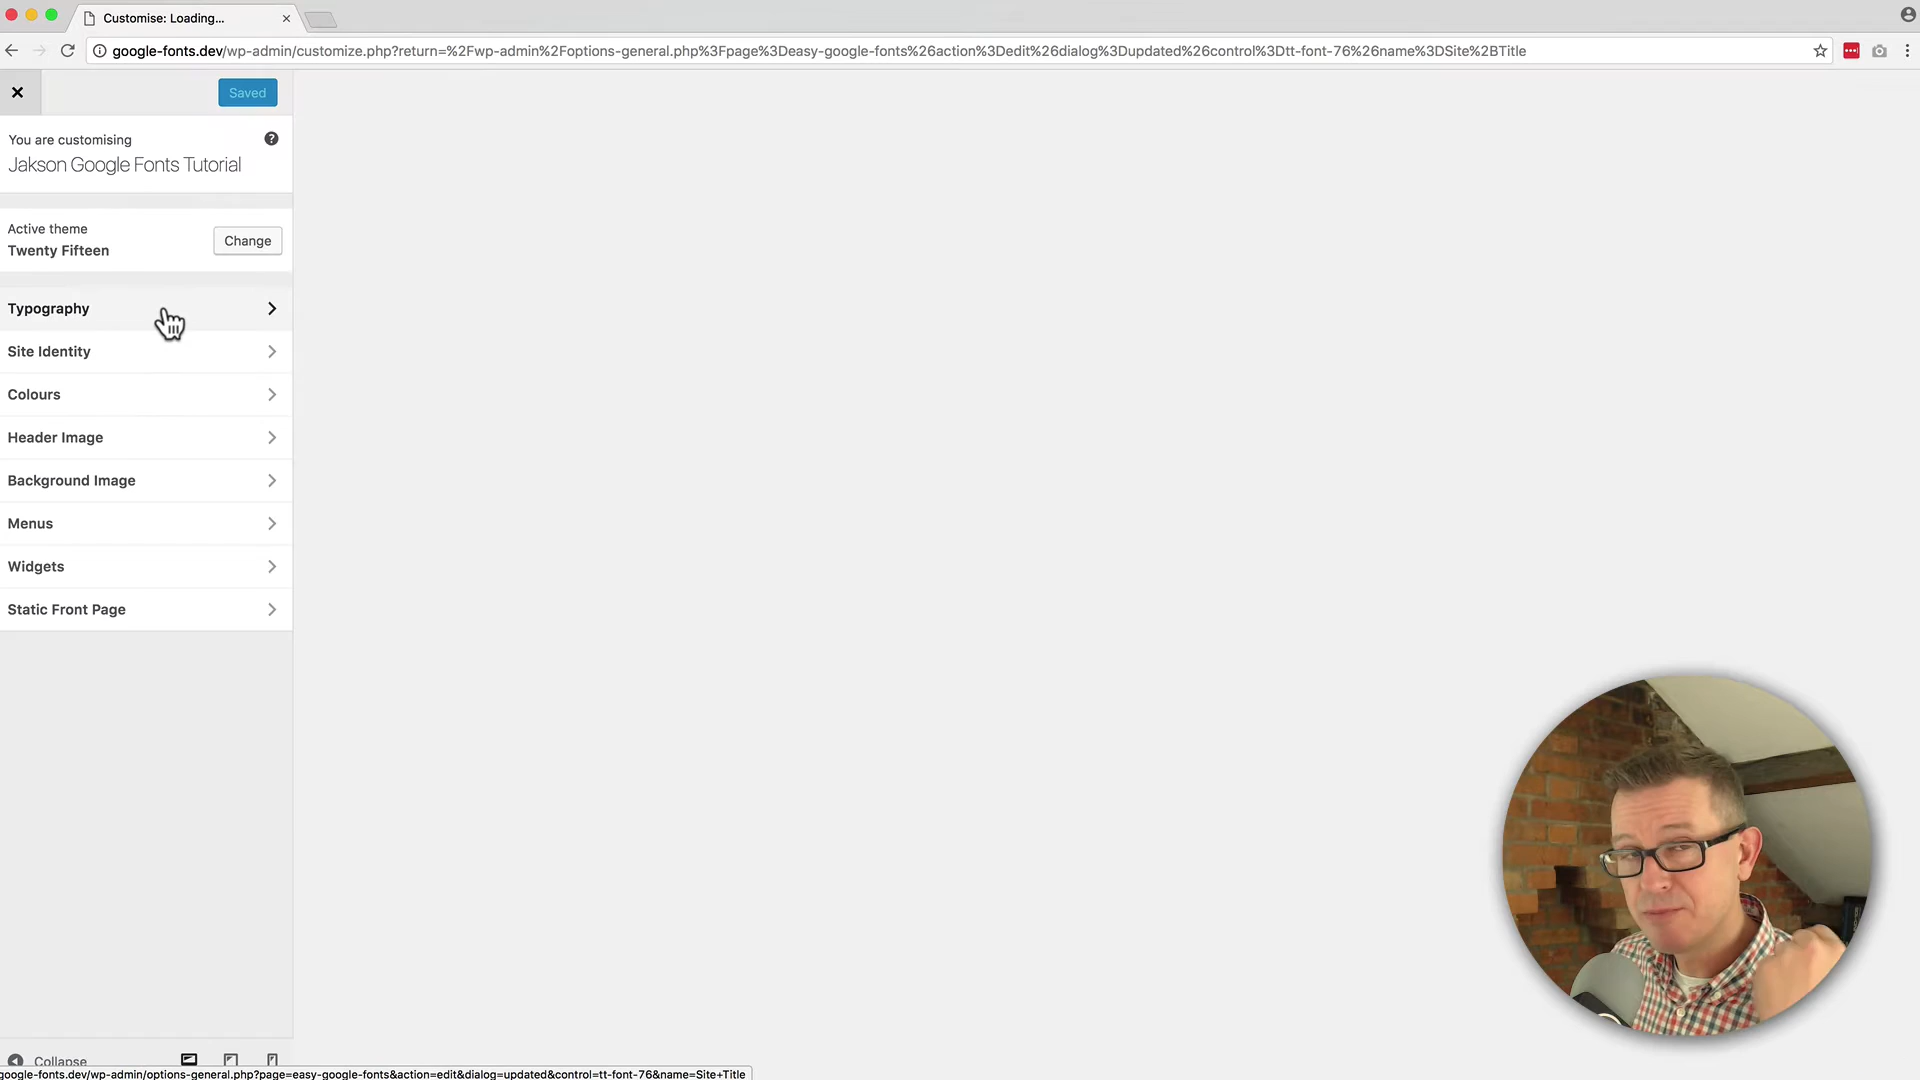 Customise: Loading...
google-fonts.dev/wp-admin/customize.php?return=%2Fwp-admin%2Foptions-general.php%3Fpage%3Deasy-google-fonts%26action%3Dedit%26dialog%3Dupdated%26control%3Dtt-font-76%26name%3DSite%2BTitle
Saved
You are customising
Jakson Google Fonts Tutorial
Active theme
Twenty Fifteen
Change
Typography
Site Identity
Colours
Header Image
Background Image
Menus
Widgets
Static Front Page
Collapse
google-fonts.dev/wp-admin/options-general.php?page=easy-google-fonts&action=edit&dialog=updated&control=tt-font-76&name=Site+Title